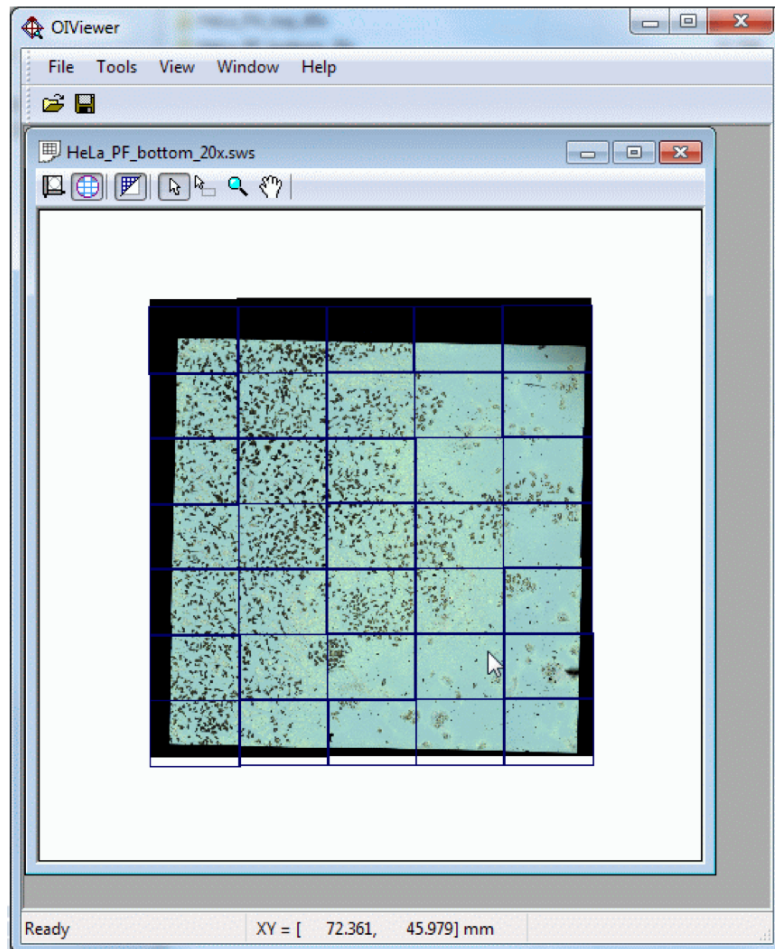 OIViewer
File Tools View Window Help
HeLa_PF_bottom_20x.sws
Ready XY = [ 72.361, 45.979] mm